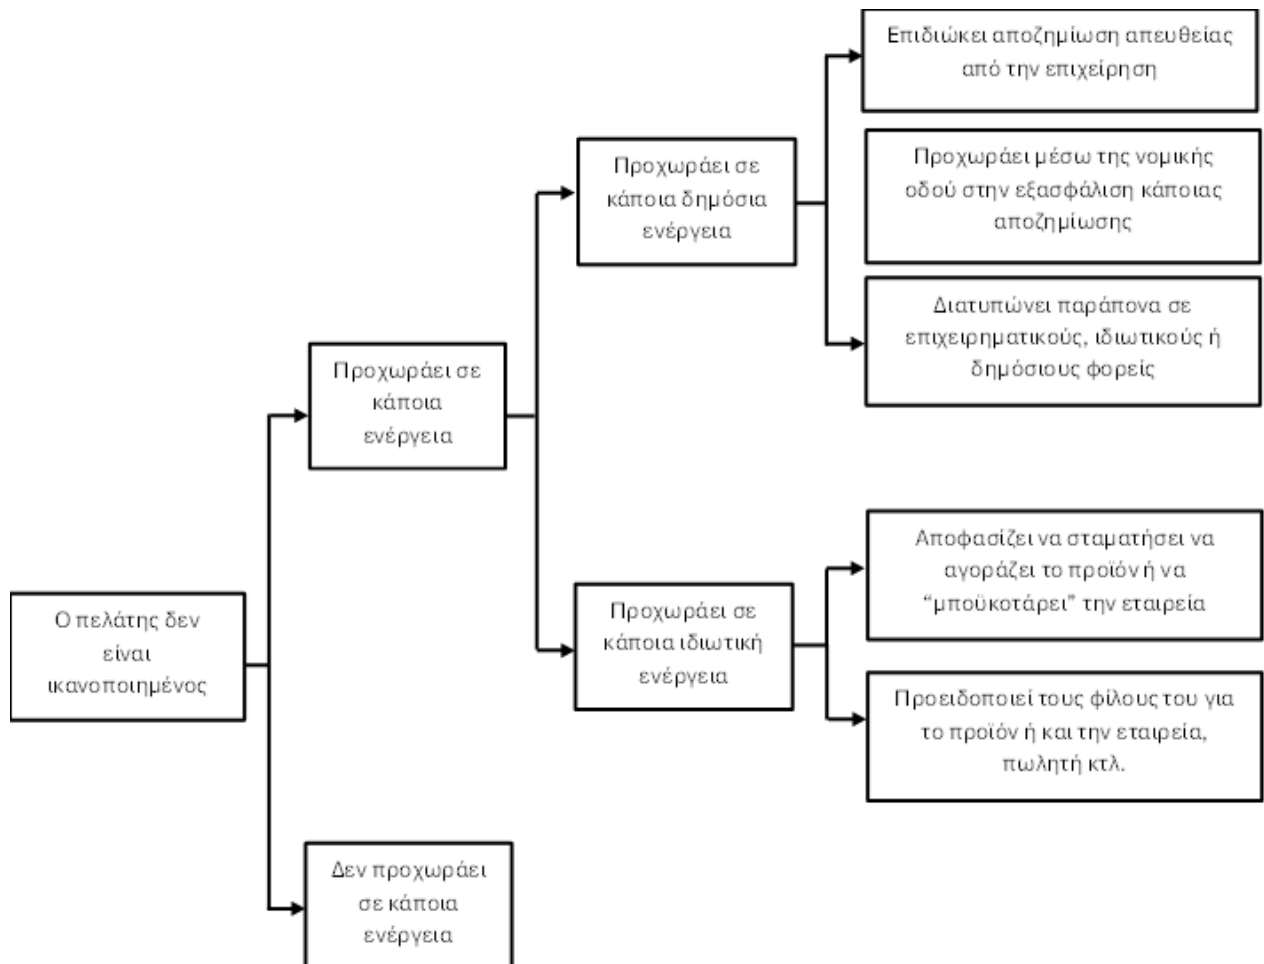 Επιδιώκει αποζημίωση απευθείας
από την επιχείρηση
Προχωράει μέσω της νομικής
οδού στην εξασφάλιση κάποιας
αποζημίωσης
Διατυπώνει παράπονα σε
επιχειρηματικούς, ιδιωτικούς ή
δημόσιους φορείς
Προχωράει σε
κάποια δημόσια
ενέργεια
Προχωράει σε
κάποια
ενέργεια
Αποφασίζει να σταματήσει να
αγοράζει το προϊόν ή να
“μποϋκοτάρει” την εταιρεία
Προχωράει σε
κάποια ιδιωτική
ενέργεια
Προειδοποιεί τους φίλους του για
το προϊόν ή και την εταιρεία,
πωλητή κτλ.
Ο πελάτης δεν
είναι
ικανοποιημένος
Δεν προχωράει
σε κάποια
ενέργεια